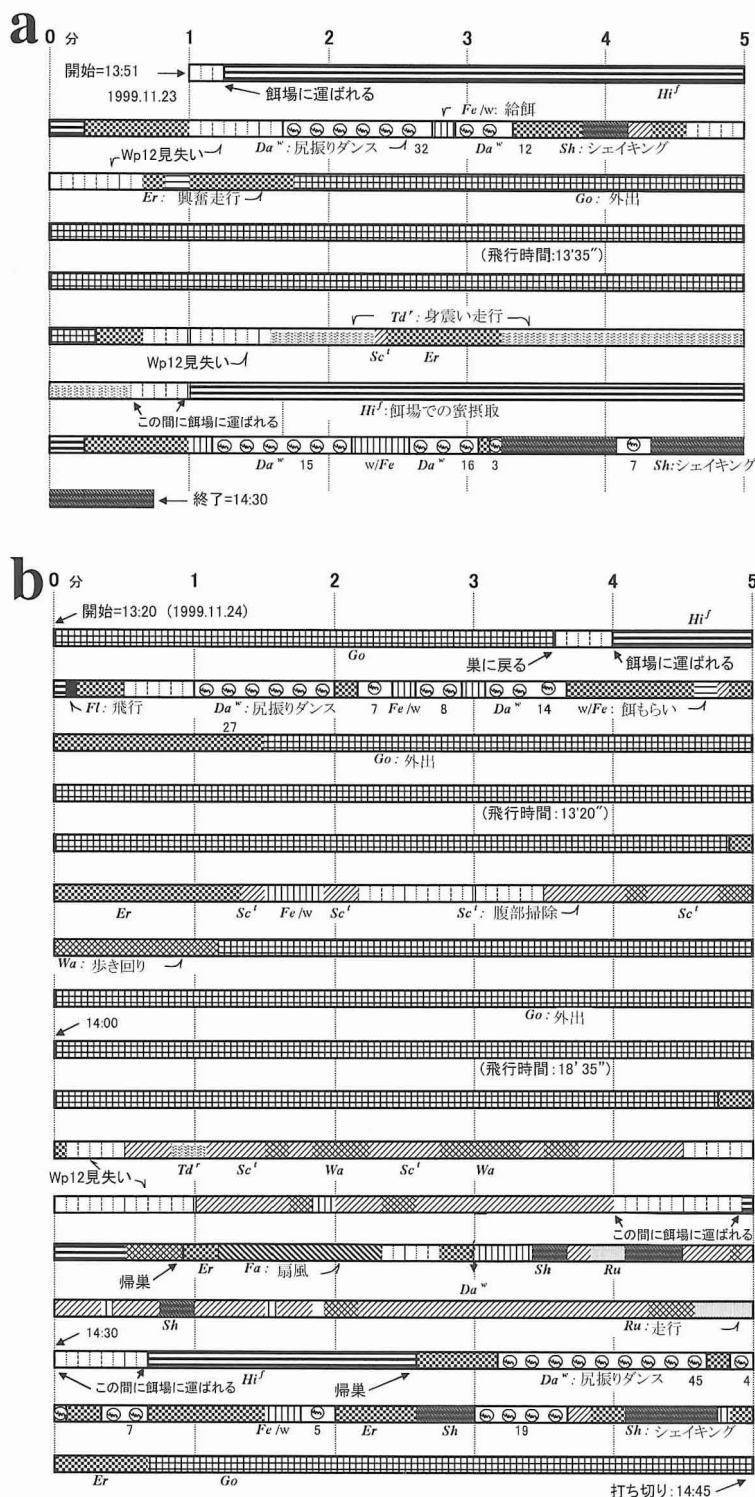 a
0 分 1 2 3 4 5
開始=13:51
1999.11.23
餌場に運ばれる
Hi^f
Fe/w: 給餌
Wp12見失い
Da^w: 尻振りダンス 32 Da^w 12 Sh: シェイキング
Er: 興奮走行 Go: 外出
(飛行時間:13'35")
Td^r: 身震い走行
Wp12見失い
Sc^t Er
この間に餌場に運ばれる
Hi^f: 餌場での蜜摂取
Da^w 15 w/Fe Da^w 16 3 7 Sh:シェイキング
終了=14:30
b
0 分 1 2 3 4 5
開始=13:20 (1999.11.24)
Hi^f
Go 巣に戻る 餌場に運ばれる
Fl: 飛行 Da^w: 尻振りダンス 7 Fe/w 8 Da^w 14 w/Fe: 餌もらい
27
Go: 外出
(飛行時間:13'20")
Er Sc^t Fe/w Sc^t Sc^t: 腹部掃除 Sc^t
Wa: 歩き回り
Go: 外出
14:00
(飛行時間:18'35")
Wp12見失い
Td^r Sc^t Wa Sc^t Wa
この間に餌場に運ばれる
帰巣 Er Fa: 扇風 Da^w Sh Ru
Sh Ru: 走行
14:30
この間に餌場に運ばれる Hi^f 帰巣 Da^w: 尻振りダンス 45 4
7 Fe/w 5 Er Sh 19 Sh: シェイキング
Er Go
打ち切り:14:45